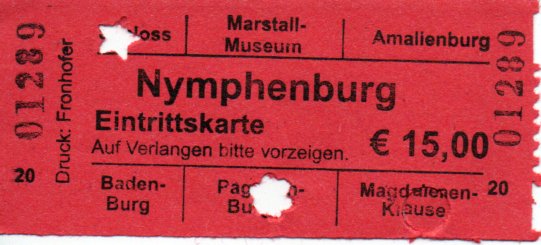 01289
Druck: Fronhofer
20
Marstall-
Museum
Amalienburg
Nymphenburg
Eintrittskarte
Auf Verlangen bitte vorzeigen.
€ 15,00
Baden-
Burg
Klause
20
01289